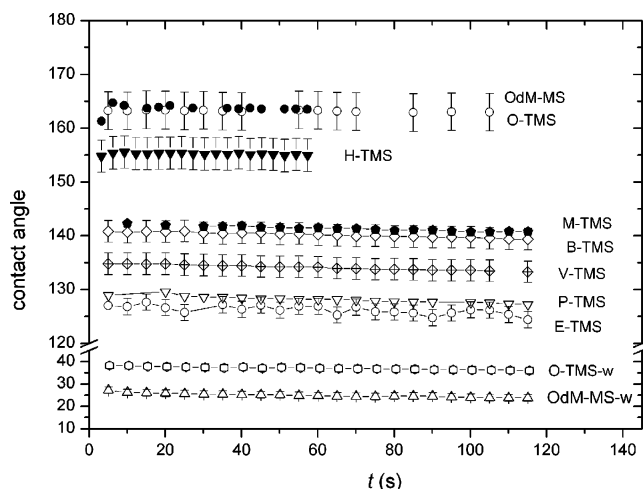 180
170
160
150
140
130
120
40
30
20
10
contact angle
OdM-MS
O-TMS
H-TMS
M-TMS
B-TMS
V-TMS
P-TMS
E-TMS
O-TMS-w
OdM-MS-w
0 20 40 60 80 100 120 140
t (s)